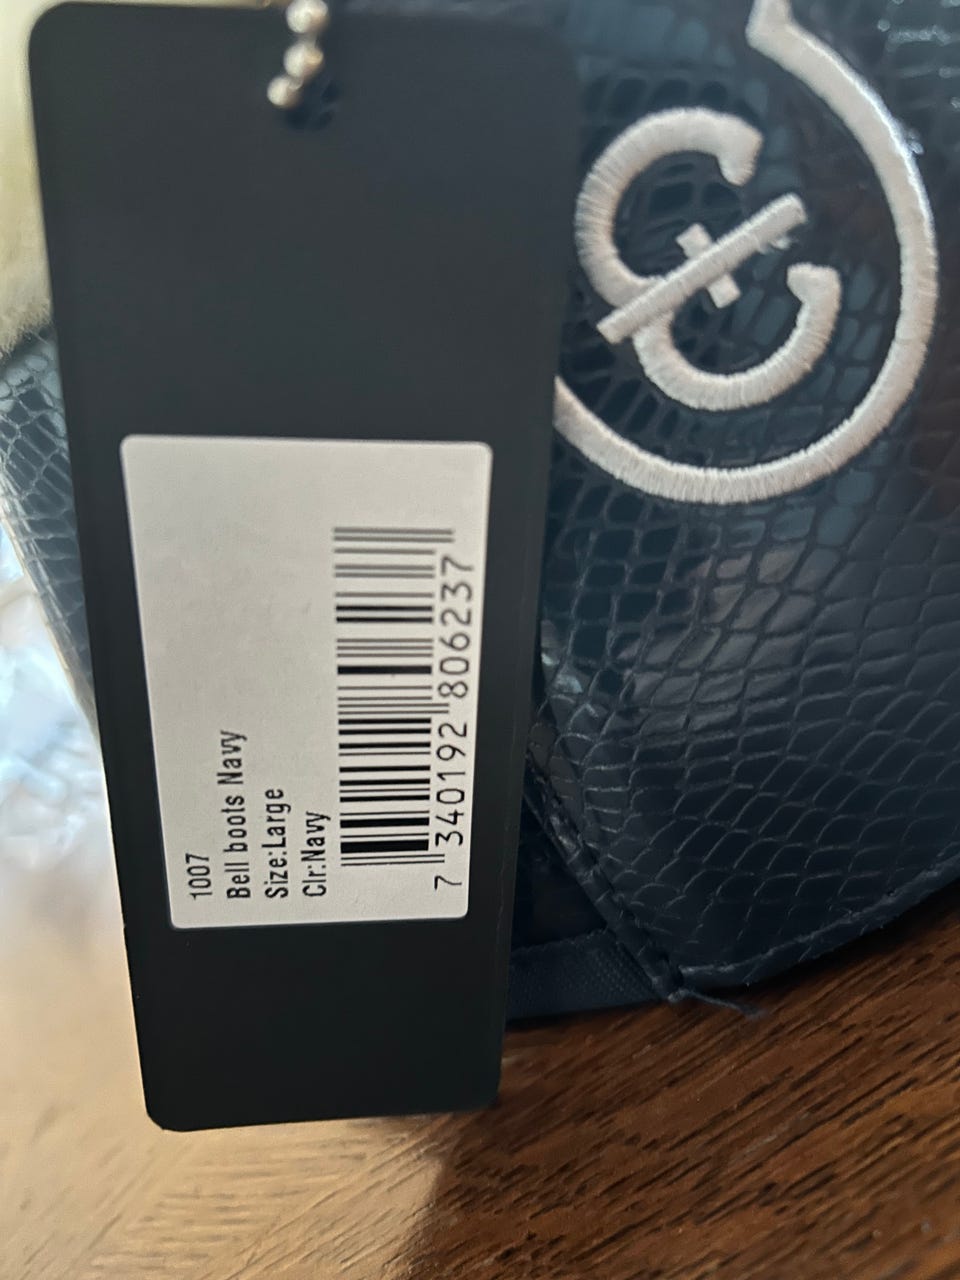 1007
Bell boots Navy
Size:Large
Clr:Navy
7 340192 806237